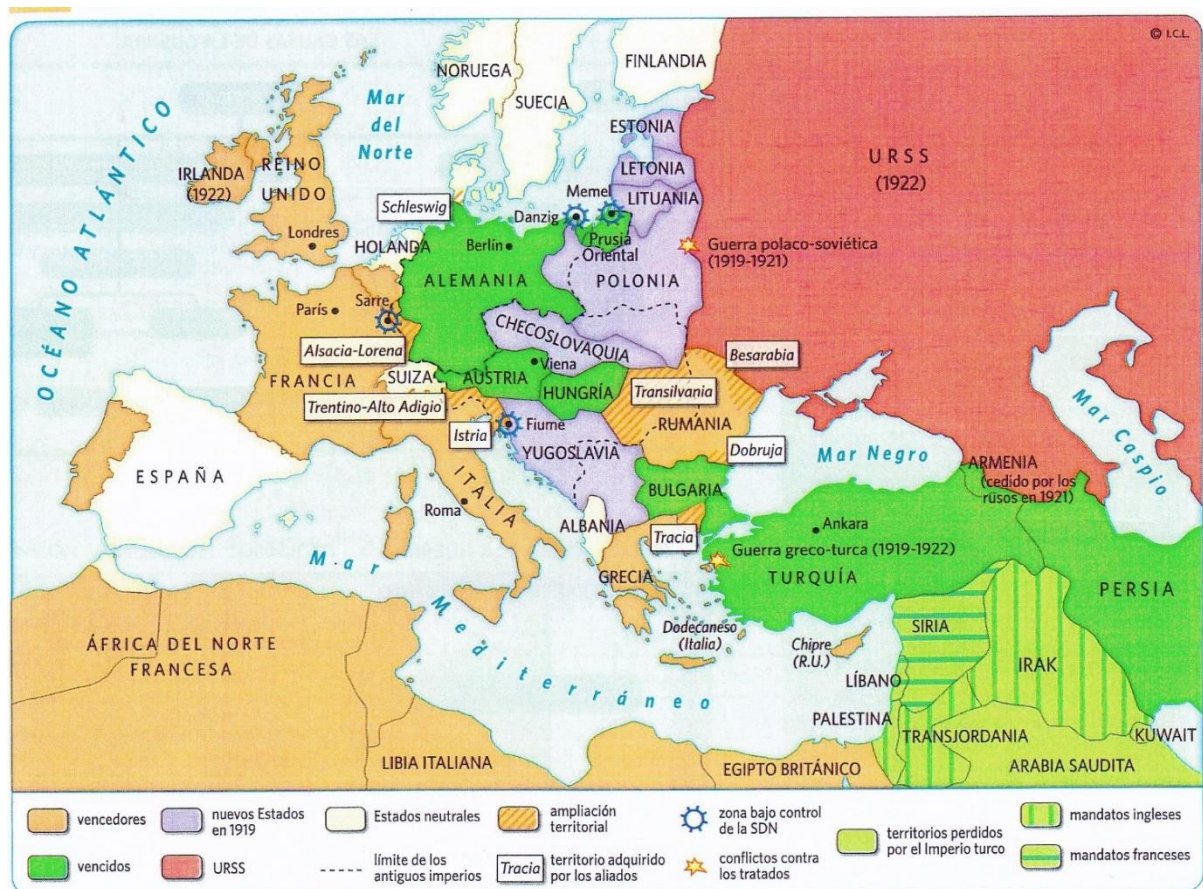 © I.C.L.
OCÉANO ATLÁNTICO
Mar
del
Norte
NORUEGA
SUECIA
FINLANDIA
ESTONIA
LETONIA
LITUANIA
URSS
(1922)
IRLANDA
(1922)
REINO
UNIDO
Londres
Schleswig
HOLANDA
Memel
Danzig
Prusia
Oriental
Berlín
ALEMANIA
POLONIA
Guerra polaco-soviética
(1919-1921)
París
Sarre
Alsacia-Lorena
FRANCIA
CHECOSLOVAQUIA
Viena
SUIZA
AUSTRIA
HUNGRÍA
Besarabia
Transilvania
RUMANIA
Trentino-Alto Adigio
Istria
Fiume
YUGOSLAVIA
Dobruja
Mar Negro
Mar Caspio
ESPAÑA
ITALIA
Roma
BULGARIA
ALBANIA
Tracia
ARMENIA
(cedido por los
rusos en 1921)
Ankara
Guerra greco-turca (1919-1922)
TURQUÍA
GRECIA
PERSIA
Mar Mediterráneo
Dodecaneso
(Italia)
Chipre
(R.U.)
SIRIA
LÍBANO
IRAK
PALESTINA
TRANSJORDANIA
KUWAIT
ARABIA SAUDITA
ÁFRICA DEL NORTE
FRANCESA
LIBIA ITALIANA
EGIPTO BRITÁNICO
vencedores
vencidos
nuevos Estados
en 1919
URSS
Estados neutrales
límite de los
antiguos imperios
ampliación
territorial
Tracia
territorio adquirido
por los aliados
zona bajo control
de la SDN
conflictos contra
los tratados
territorios perdidos
por el Imperio turco
mandatos ingleses
mandatos franceses